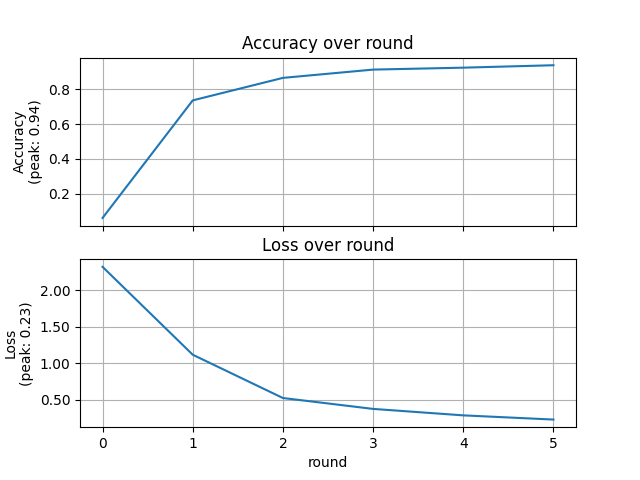 Accuracy over round
Accuracy
(peak: 0.94)
0.8
0.6
0.4
0.2
Loss over round
Loss
(peak: 0.23)
2.00
1.50
1.00
0.50
0 1 2 3 4 5
round